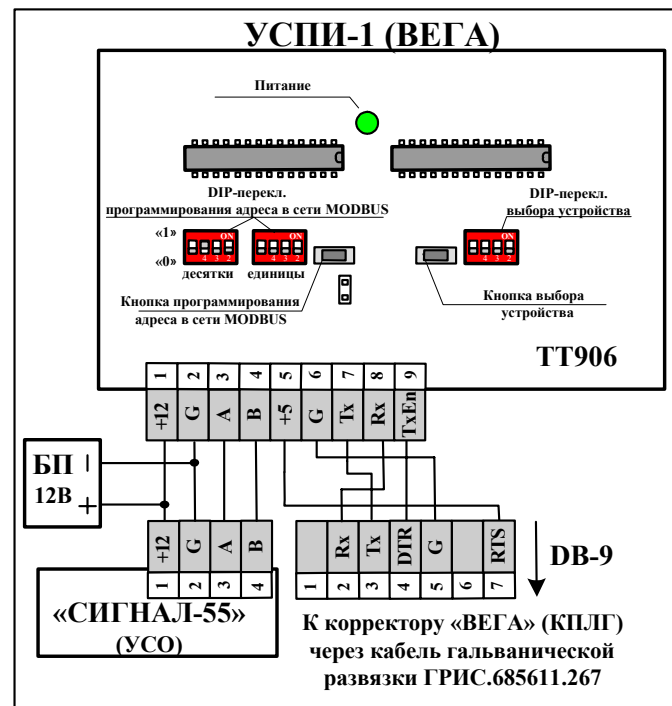 УСПИ-1 (ВЕГА)
Питание
DIP-перекл.
программирования адреса в сети MODBUS
DIP-перекл.
выбора устройства
«1»
ON
ON
ON
4 3 2
4 3 2
4 3 2
«0»
десятки
единицы
Кнопка программирования
адреса в сети MODBUS
Кнопка выбора
устройства
ТТ906
1 2 3 4 5 6 7 8 9
+12 G A B +5 G Tx Rx TxEn
БП –
12В +
+12 G A B
1 2 3 4
Rx Tx DTR G RTS
1 2 3 4 5 6 7
DB-9
«СИГНАЛ-55»
(УСО)
К корректору «ВЕГА» (КПЛГ)
через кабель гальванической
развязки ГРИС.685611.267